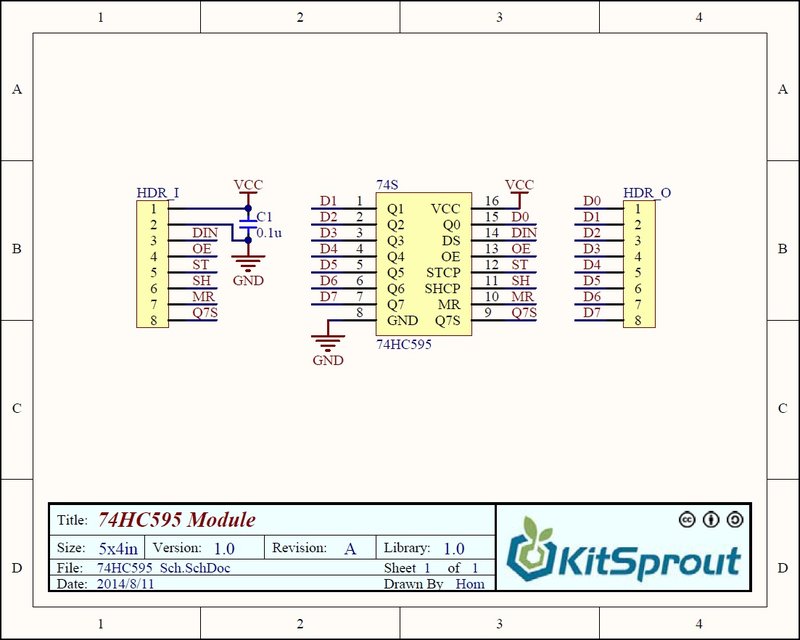 1 2 3 4
A A
B B
C C
D D
HDR_I
1
2
3 DIN
4 OE
5 ST
6 SH
7 MR
8 Q7S
VCC
C1
0.1u
GND
74S
D1 1 Q1 VCC 16 VCC
D2 2 Q2 Q0 15 D0
D3 3 Q3 DS 14 DIN
D4 4 Q4 OE 13 OE
D5 5 Q5 STCP 12 ST
D6 6 Q6 SHCP 11 SH
D7 7 Q7 MR 10 MR
8 GND Q7S 9 Q7S
GND
74HC595
HDR_O
D0 1
D1 2
D2 3
D3 4
D4 5
D5 6
D6 7
D7 8
Title: 74HC595 Module
Size: 5x4in Version: 1.0 Revision: A Library: 1.0
File: 74HC595_Sch.SchDoc Sheet 1 of 1
Date: 2014/8/11 Drawn By Hom
cc
KitSprout
1 2 3 4